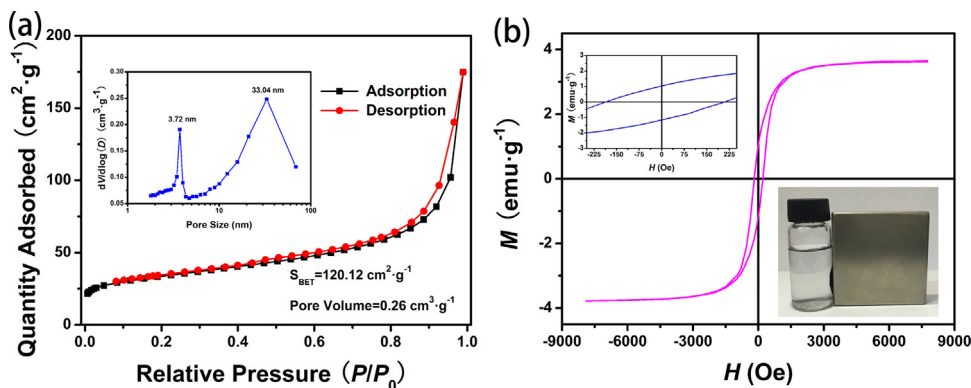 (a)
Quantity Adsorbed (cm²·g⁻¹)
200
150
100
50
0
0.0 0.2 0.4 0.6 0.8 1.0
Relative Pressure (P/P₀)
Adsorption
Desorption
S_BET=120.12 cm²·g⁻¹
Pore Volume=0.26 cm³·g⁻¹
dV/dlog(D) (cm³·g⁻¹)
0.30
0.25
0.20
0.15
0.10
0.05
3.72 nm
33.04 nm
1 10 100
Pore Size (nm)
(b)
M (emu·g⁻¹)
4
2
0
-2
-4
-9000 -6000 -3000 0 3000 6000 9000
H (Oe)
M (emu·g⁻¹)
3
2
1
0
-1
-2
-3
-225 -150 -75 0 75 150 225
H (Oe)